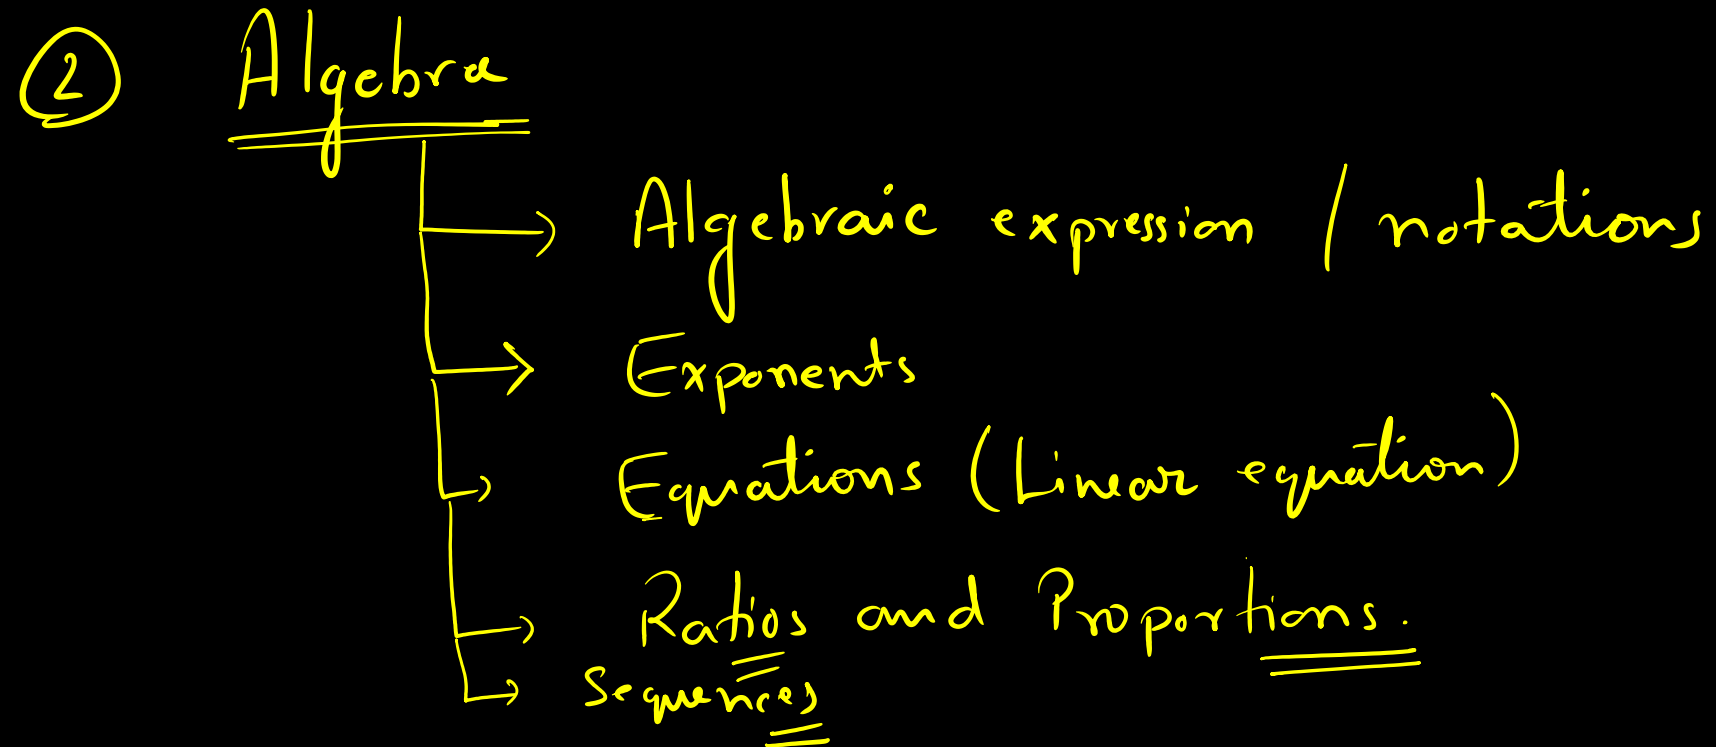 2 Algebra
Algebraic expression / notations
Exponents
Equations (Linear equation)
Ratios and Proportions.
Sequences